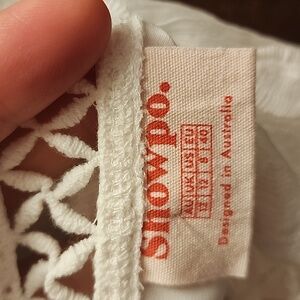 Showpo.
AU|UK|US|EU
12|12|8|40
Designed in Australia